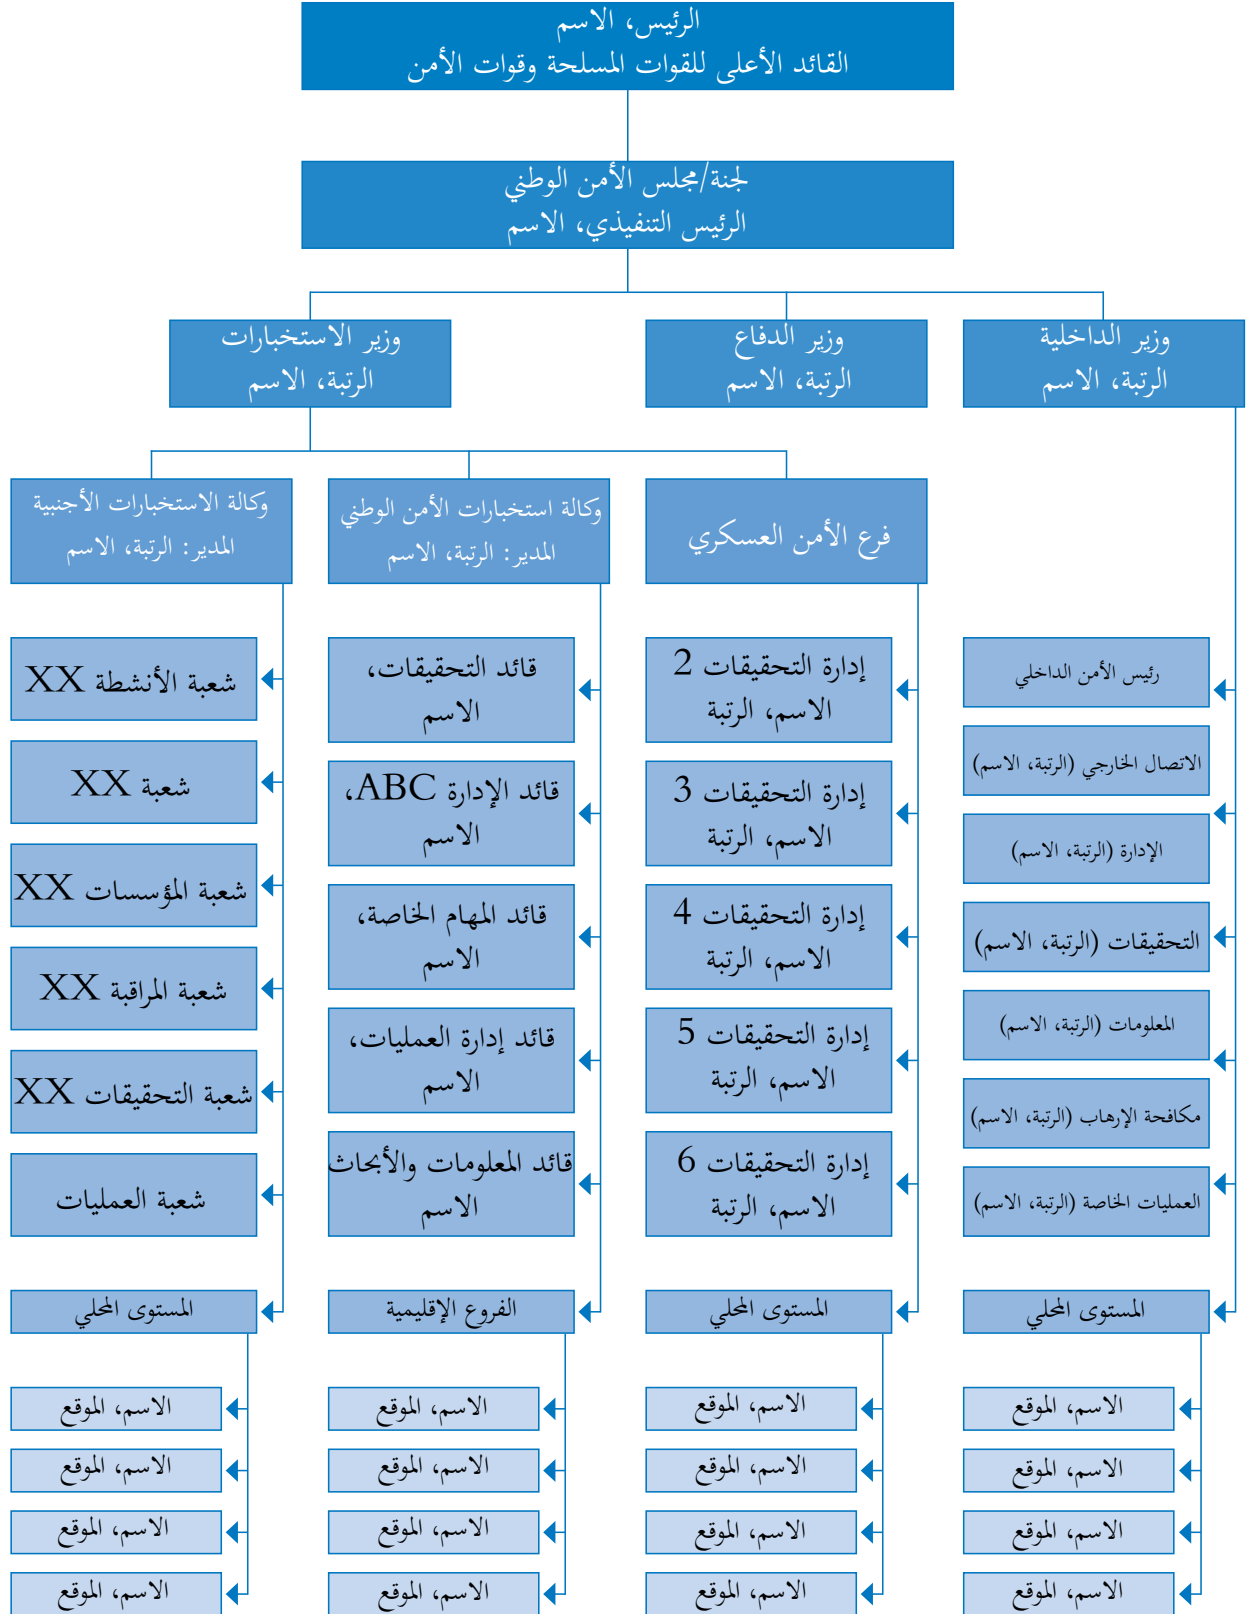 الرئيس، الاسم
القائد الأعلى للقوات المسلحة وقوات الأمن
لجنة/مجلس الأمن الوطني
الرئيس التنفيذي، الاسم
وزير الداخلية
الرتبة، الاسم
وزير الدفاع
الرتبة، الاسم
وزير الاستخبارات
الرتبة، الاسم
فرع الأمن العسكري
وكالة استخبارات الأمن الوطني
المدير: الرتبة، الاسم
وكالة الاستخبارات الأجنبية
المدير: الرتبة، الاسم
رئيس الأمن الداخلي
الاتصال الخارجي (الرتبة، الاسم)
الإدارة (الرتبة، الاسم)
التحقيقات (الرتبة، الاسم)
المعلومات (الرتبة، الاسم)
مكافحة الإرهاب (الرتبة، الاسم)
العمليات الخاصة (الرتبة، الاسم)
المستوى المحلي
الاسم، الموقع
الاسم، الموقع
الاسم، الموقع
الاسم، الموقع
إدارة التحقيقات 2
الاسم، الرتبة
إدارة التحقيقات 3
الاسم، الرتبة
إدارة التحقيقات 4
الاسم، الرتبة
إدارة التحقيقات 5
الاسم، الرتبة
إدارة التحقيقات 6
الاسم، الرتبة
المستوى المحلي
الاسم، الموقع
الاسم، الموقع
الاسم، الموقع
الاسم، الموقع
قائد التحقيقات،
الاسم
قائد الإدارة ABC،
الاسم
قائد المهام الخاصة،
الاسم
قائد إدارة العمليات،
الاسم
قائد المعلومات والأبحاث
الاسم
الفروع الإقليمية
الاسم، الموقع
الاسم، الموقع
الاسم، الموقع
الاسم، الموقع
شعبة الأنشطة XX
شعبة XX
شعبة المؤسسات XX
شعبة المراقبة XX
شعبة التحقيقات XX
شعبة العمليات
المستوى المحلي
الاسم، الموقع
الاسم، الموقع
الاسم، الموقع
الاسم، الموقع